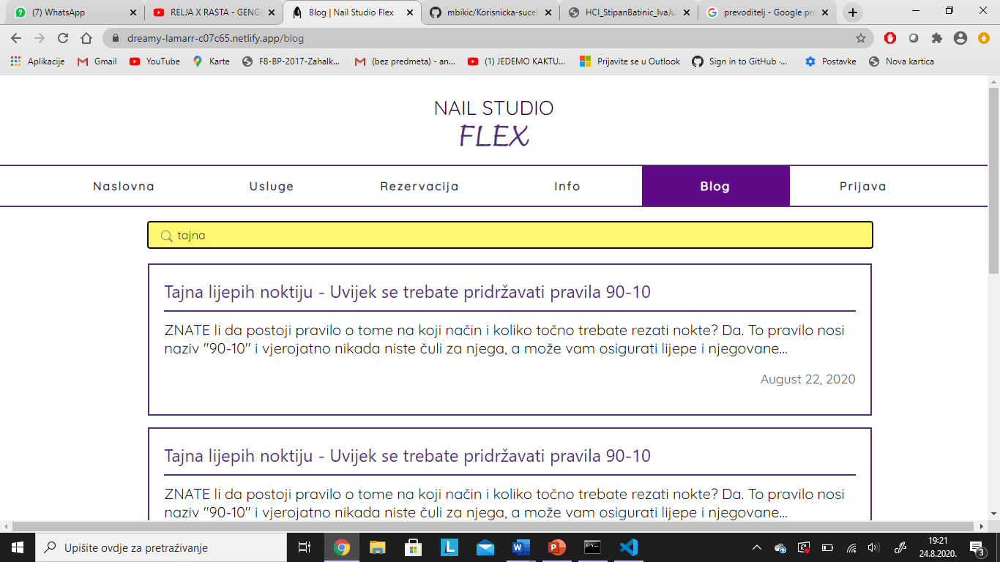 (7) WhatsApp
RELJA X RASTA - GENG
Blog | Nail Studio Flex
mbikic/Korisnicka-sucel
HCI_StipanBatinic_IvaJu
prevoditelj - Google pre
dreamy-lamarr-c07c65.netlify.app/blog
Aplikacije
Gmail
YouTube
Karte
F8-BP-2017-Zahalk...
(bez predmeta) - an...
(1) JEDEMO KAKTU...
Prijavite se u Outlook
Sign in to GitHub ·...
Postavke
Nova kartica
NAIL STUDIO
FLEX
Naslovna
Usluge
Rezervacija
Info
Blog
Prijava
tajna
Tajna lijepih noktiju - Uvijek se trebate pridržavati pravila 90-10
ZNATE li da postoji pravilo o tome na koji način i koliko točno trebate rezati nokte? Da. To pravilo nosi
naziv "90-10" i vjerojatno nikada niste čuli za njega, a može vam osigurati lijepe i njegovane...
August 22, 2020
Tajna lijepih noktiju - Uvijek se trebate pridržavati pravila 90-10
ZNATE li da postoji pravilo o tome na koji način i koliko točno trebate rezati nokte? Da. To pravilo nosi
naziv "90-10" i vjerojatno nikada niste čuli za njega, a može vam osigurati lijepe i njegovane...
Upišite ovdje za pretraživanje
19:21
24.8.2020.
3